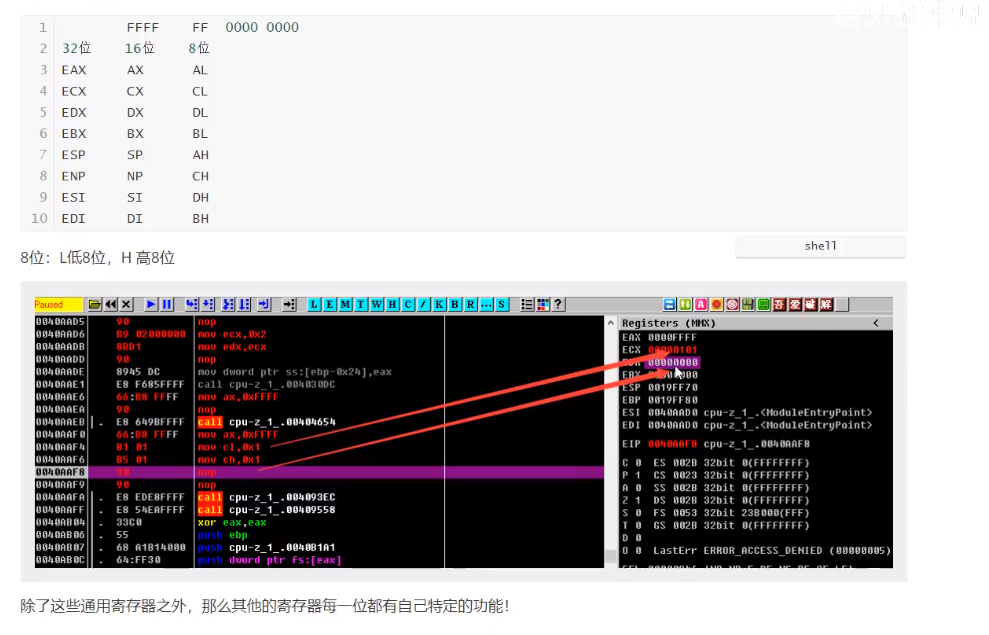 1 FFFF FF 0000 0000
2 32位 16位 8位
3 EAX AX AL
4 ECX CX CL
5 EDX DX DL
6 EBX BX BL
7 ESP SP AH
8 ENP NP CH
9 ESI SI DH
10 EDI DI BH
shell
8位：L低8位，H 高8位
Paused
L E M T W H C / K B R ... S
?
Registers (MMX) <
0040AAD5 90 nop
0040AAD6 B9 02000000 mov ecx,0x2
0040AADB 8BD1 mov edx,ecx
0040AADD 90 nop
0040AADE 8945 DC mov dword ptr ss:[ebp-0x24],eax
0040AAE1 E8 F685FFFF call cpu-z_1_.004030DC
0040AAE6 66:B8 FFFF mov ax,0xFFFF
0040AAEA 90 nop
0040AAEB . E8 649BFFFF call cpu-z_1_.00404654
0040AAF0 66:B8 FFFF mov ax,0xFFFF
0040AAF4 B1 01 mov cl,0x1
0040AAF6 B5 01 mov ch,0x1
0040AAF8 90 nop
0040AAF9 90 nop
0040AAFA . E8 EDE8FFFF call cpu-z_1_.004093EC
0040AAFF . E8 54EAFFFF call cpu-z_1_.00409558
0040AB04 . 33C0 xor eax,eax
0040AB06 . 55 push ebp
0040AB07 . 68 A1B14000 push cpu-z_1_.0040B1A1
0040AB0C . 64:FF30 push dword ptr fs:[eax]
EAX 0000FFFF
ECX 00000101
00000000
ESP 0019FF70
EBP 0019FF80
ESI 0040AAD0 cpu-z_1_.<ModuleEntryPoint>
EDI 0040AAD0 cpu-z_1_.<ModuleEntryPoint>
EIP 0040AAF8 cpu-z_1_.0040AAF8
C 0 ES 002B 32bit 0(FFFFFFFF)
P 1 CS 0023 32bit 0(FFFFFFFF)
A 0 SS 002B 32bit 0(FFFFFFFF)
Z 1 DS 002B 32bit 0(FFFFFFFF)
S 0 FS 0053 32bit 23B000(FFF)
T 0 GS 002B 32bit 0(FFFFFFFF)
D 0
O 0 LastErr ERROR_ACCESS_DENIED (00000005)
除了这些通用寄存器之外，那么其他的寄存器每一位都有自己特定的功能！